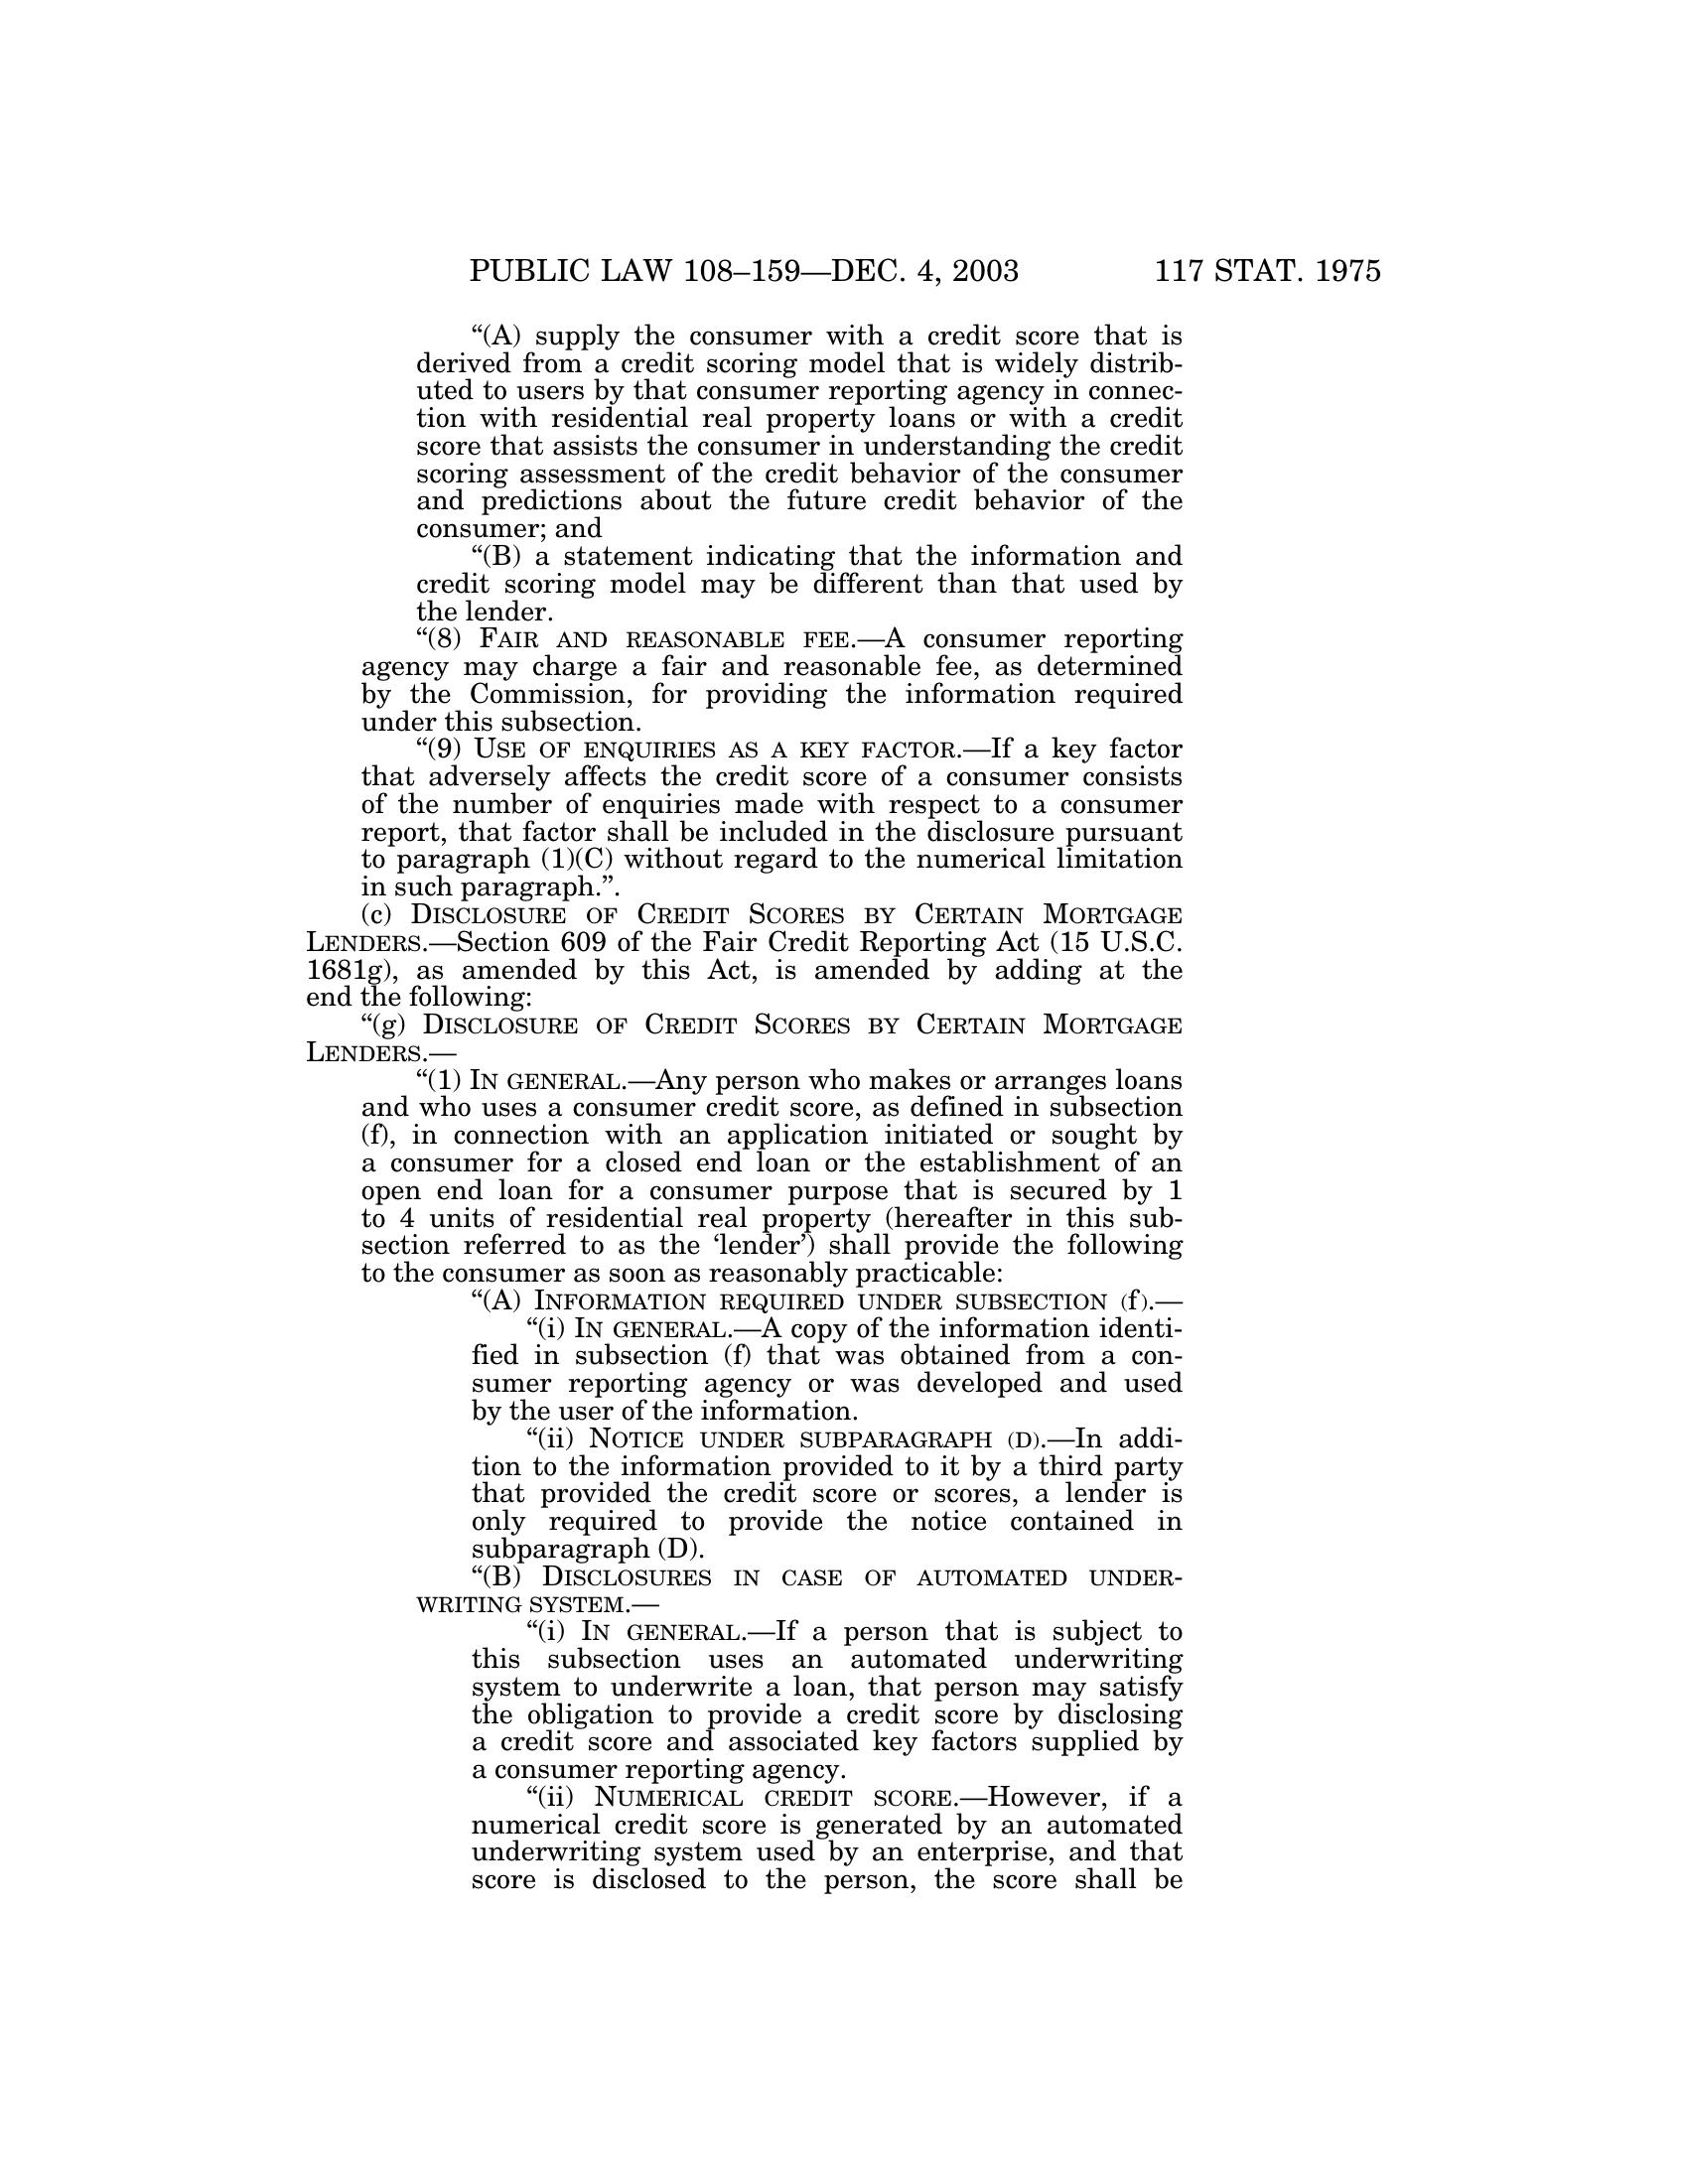 PUBLIC LAW 108–159—DEC. 4, 2003 117 STAT. 1975
“(A) supply the consumer with a credit score that is
derived from a credit scoring model that is widely distrib-
uted to users by that consumer reporting agency in connec-
tion with residential real property loans or with a credit
score that assists the consumer in understanding the credit
scoring assessment of the credit behavior of the consumer
and predictions about the future credit behavior of the
consumer; and
“(B) a statement indicating that the information and
credit scoring model may be different than that used by
the lender.
“(8) FAIR AND REASONABLE FEE.—A consumer reporting
agency may charge a fair and reasonable fee, as determined
by the Commission, for providing the information required
under this subsection.
“(9) USE OF ENQUIRIES AS A KEY FACTOR.—If a key factor
that adversely affects the credit score of a consumer consists
of the number of enquiries made with respect to a consumer
report, that factor shall be included in the disclosure pursuant
to paragraph (1)(C) without regard to the numerical limitation
in such paragraph.”.
(c) DISCLOSURE OF CREDIT SCORES BY CERTAIN MORTGAGE
LENDERS.—Section 609 of the Fair Credit Reporting Act (15 U.S.C.
1681g), as amended by this Act, is amended by adding at the
end the following:
“(g) DISCLOSURE OF CREDIT SCORES BY CERTAIN MORTGAGE
LENDERS.—
“(1) IN GENERAL.—Any person who makes or arranges loans
and who uses a consumer credit score, as defined in subsection
(f), in connection with an application initiated or sought by
a consumer for a closed end loan or the establishment of an
open end loan for a consumer purpose that is secured by 1
to 4 units of residential real property (hereafter in this sub-
section referred to as the ‘lender’) shall provide the following
to the consumer as soon as reasonably practicable:
“(A) INFORMATION REQUIRED UNDER SUBSECTION (f).—
“(i) IN GENERAL.—A copy of the information identi-
fied in subsection (f) that was obtained from a con-
sumer reporting agency or was developed and used
by the user of the information.
“(ii) NOTICE UNDER SUBPARAGRAPH (D).—In addi-
tion to the information provided to it by a third party
that provided the credit score or scores, a lender is
only required to provide the notice contained in
subparagraph (D).
“(B) DISCLOSURES IN CASE OF AUTOMATED UNDER-
WRITING SYSTEM.—
“(i) IN GENERAL.—If a person that is subject to
this subsection uses an automated underwriting
system to underwrite a loan, that person may satisfy
the obligation to provide a credit score by disclosing
a credit score and associated key factors supplied by
a consumer reporting agency.
“(ii) NUMERICAL CREDIT SCORE.—However, if a
numerical credit score is generated by an automated
underwriting system used by an enterprise, and that
score is disclosed to the person, the score shall be